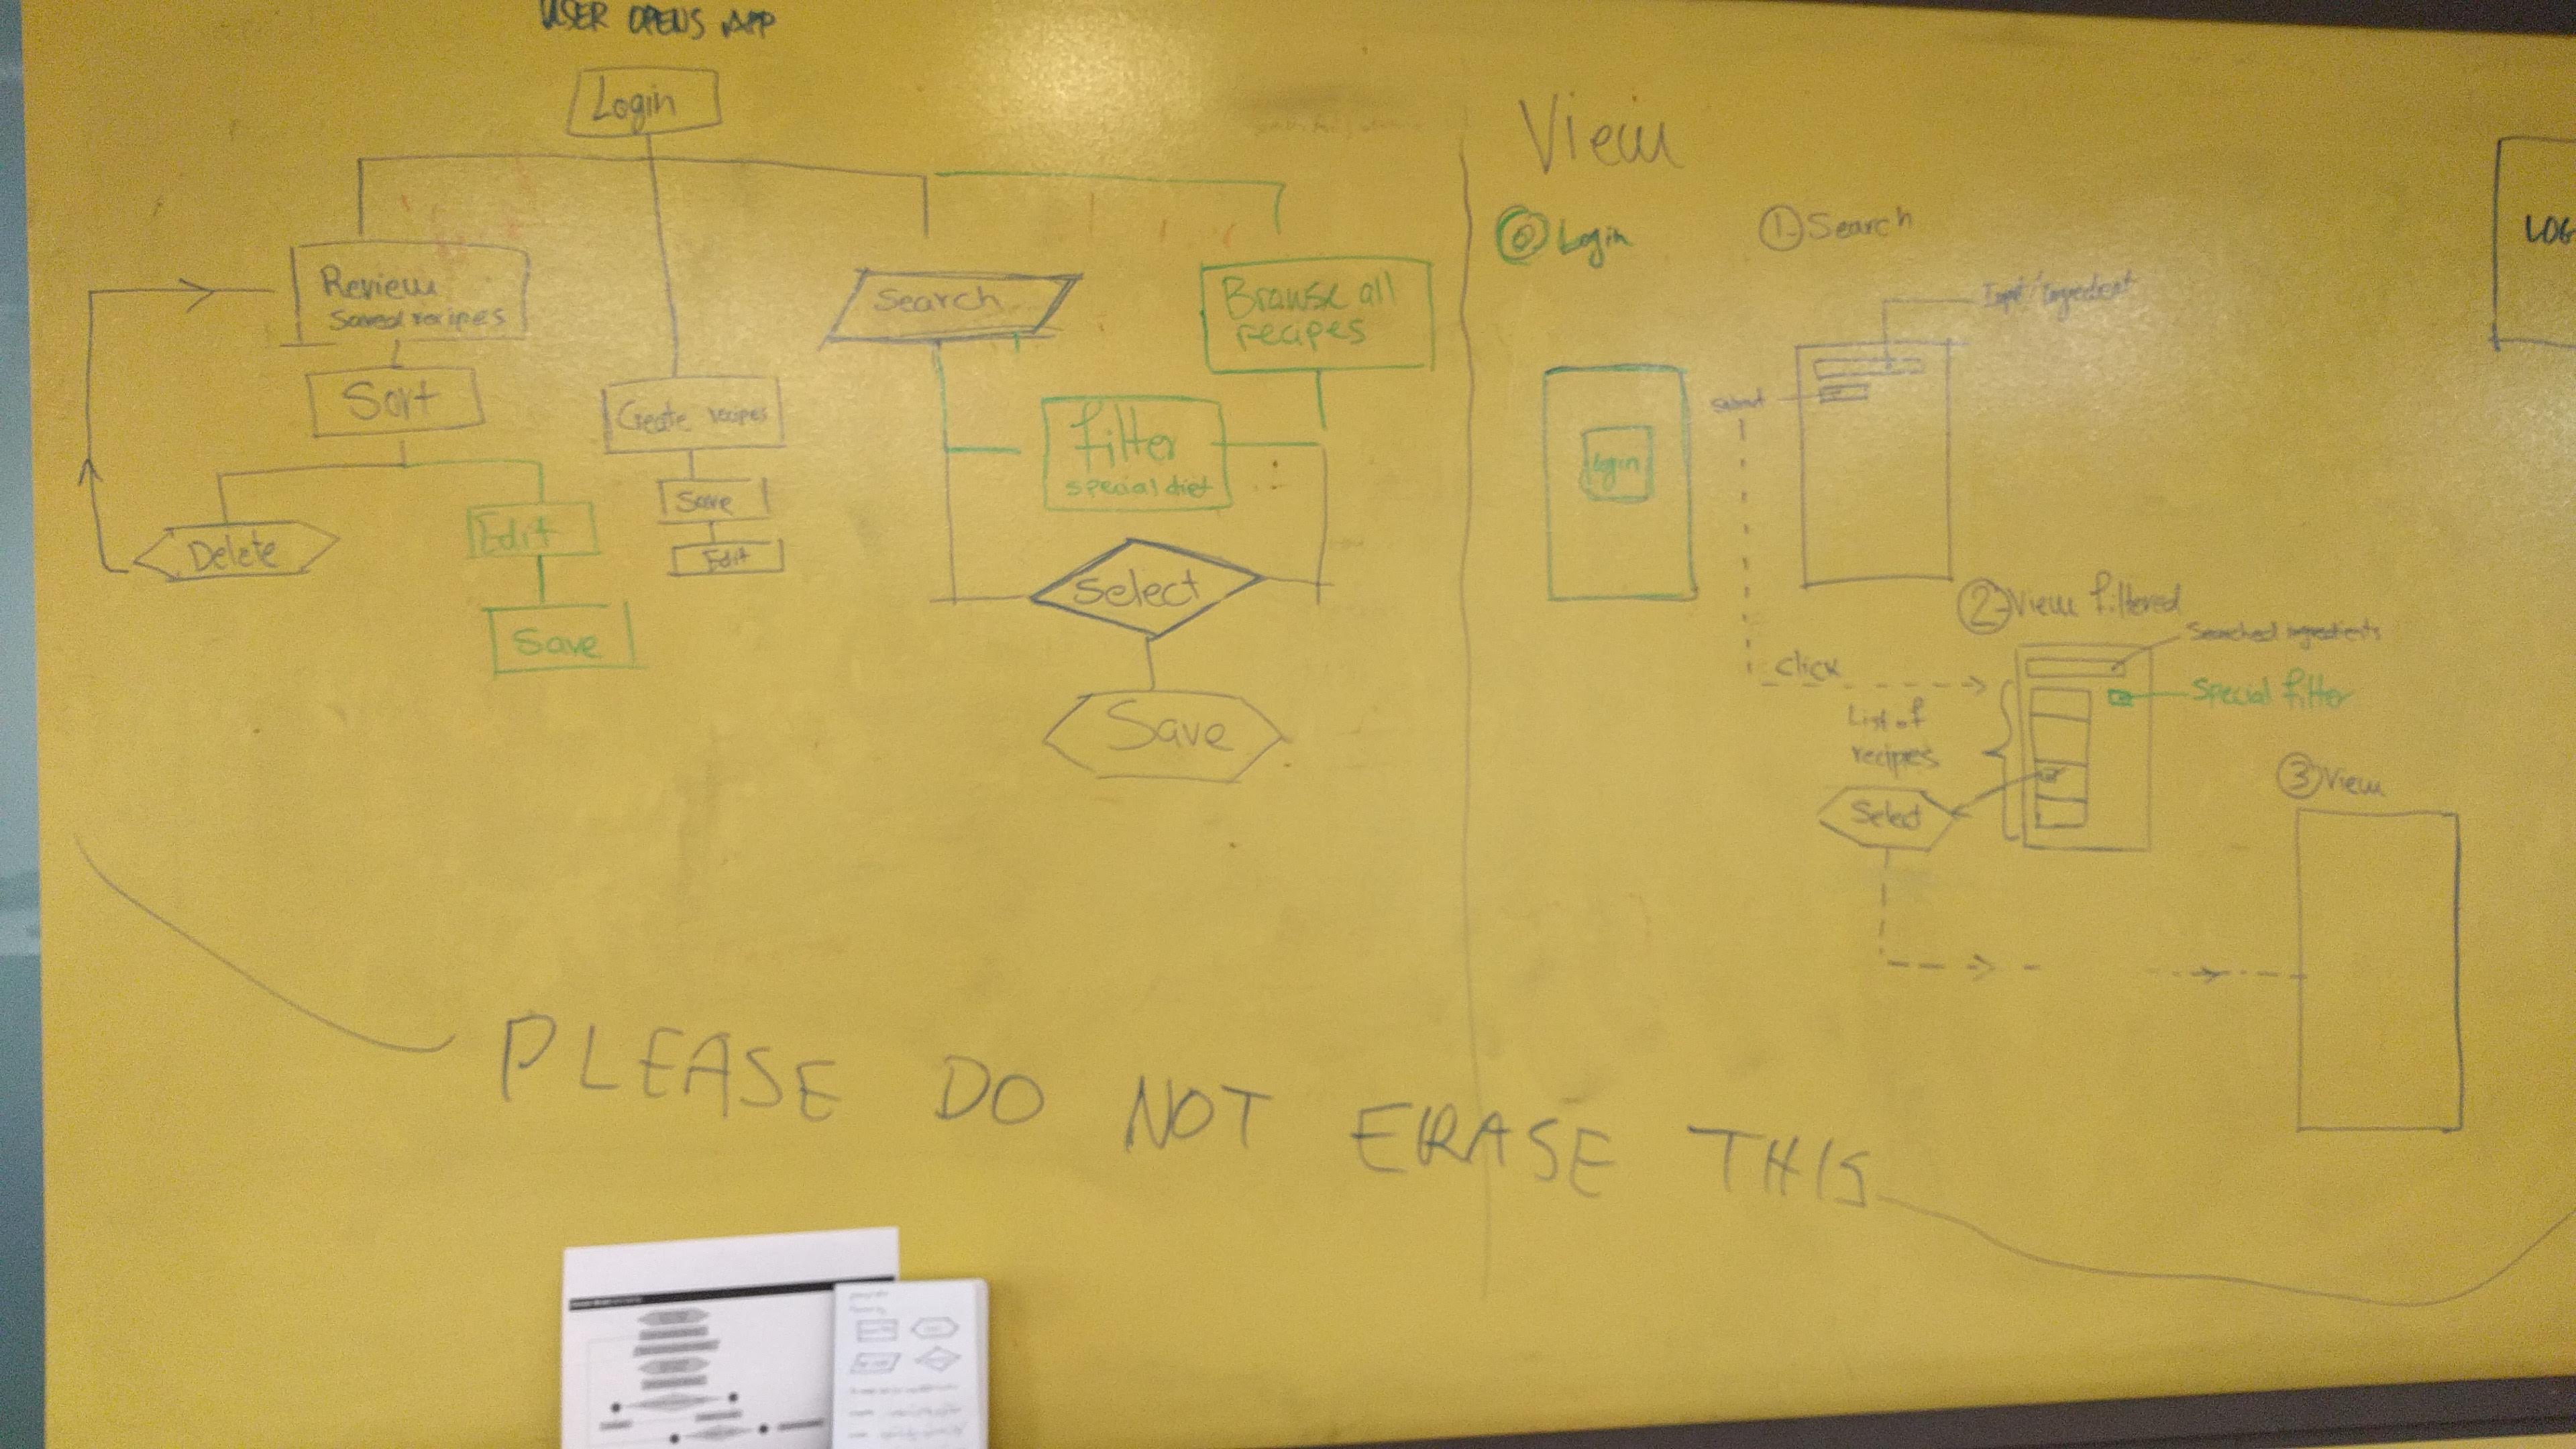 USER OPENS APP
Login
Review
Saved recipes
Sort
Delete
Edit
Save
Create recipes
Save
Edit
Search
Browse all
recipes
Filter
special diet
Select
Save
View
0 Login
Login
1 Search
Input ingredient
Submit
Click
2 View filtered
Searched ingredients
Special filter
List of
recipes
Select
3 View
LOG
PLEASE DO NOT ERASE THIS